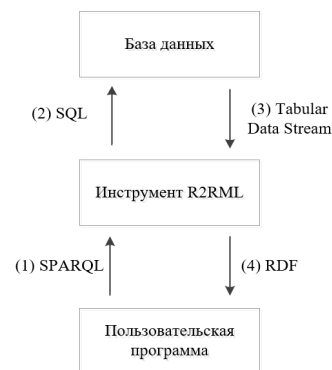 База данных
(2) SQL
(3) Tabular
Data Stream
Инструмент R2RML
(1) SPARQL
(4) RDF
Пользовательская
программа